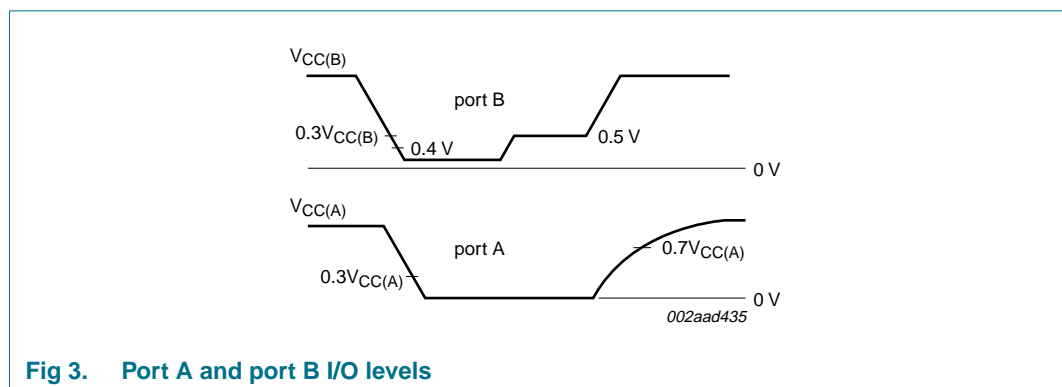 VCC(B)
port B
0.3VCC(B)
0.4 V
0.5 V
0 V
VCC(A)
port A
0.7VCC(A)
0.3VCC(A)
0 V
002aad435
Fig 3. Port A and port B I/O levels